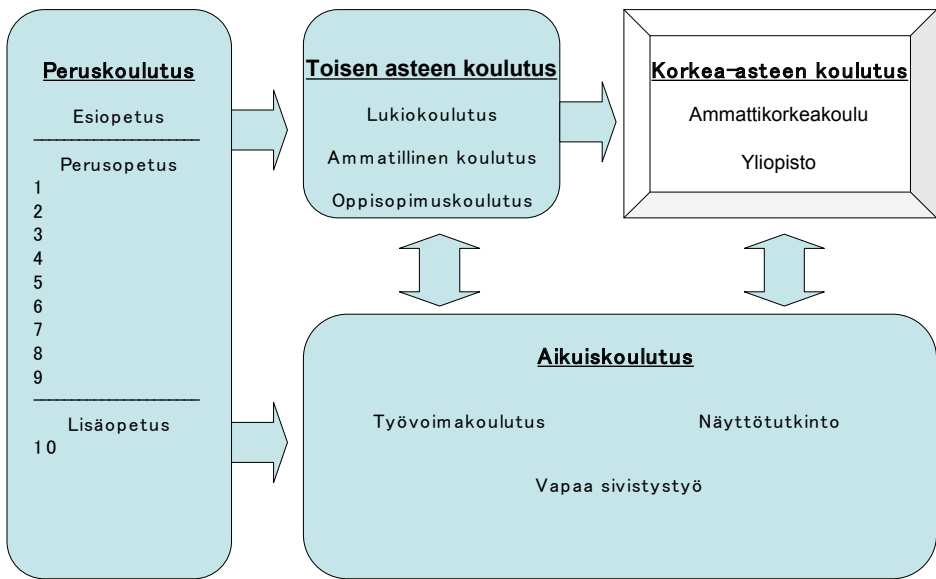 Peruskoulutus
Esiopetus
Perusopetus
1
2
3
4
5
6
7
8
9
Lisäopetus
10
Toisen asteen koulutus
Lukiokoulutus
Ammatillinen koulutus
Oppisopimuskoulutus
Korkea-asteen koulutus
Ammattikorkeakoulu
Yliopisto
Aikuiskoulutus
Työvoimakoulutus
Näyttötutkinto
Vapaa sivistystyö